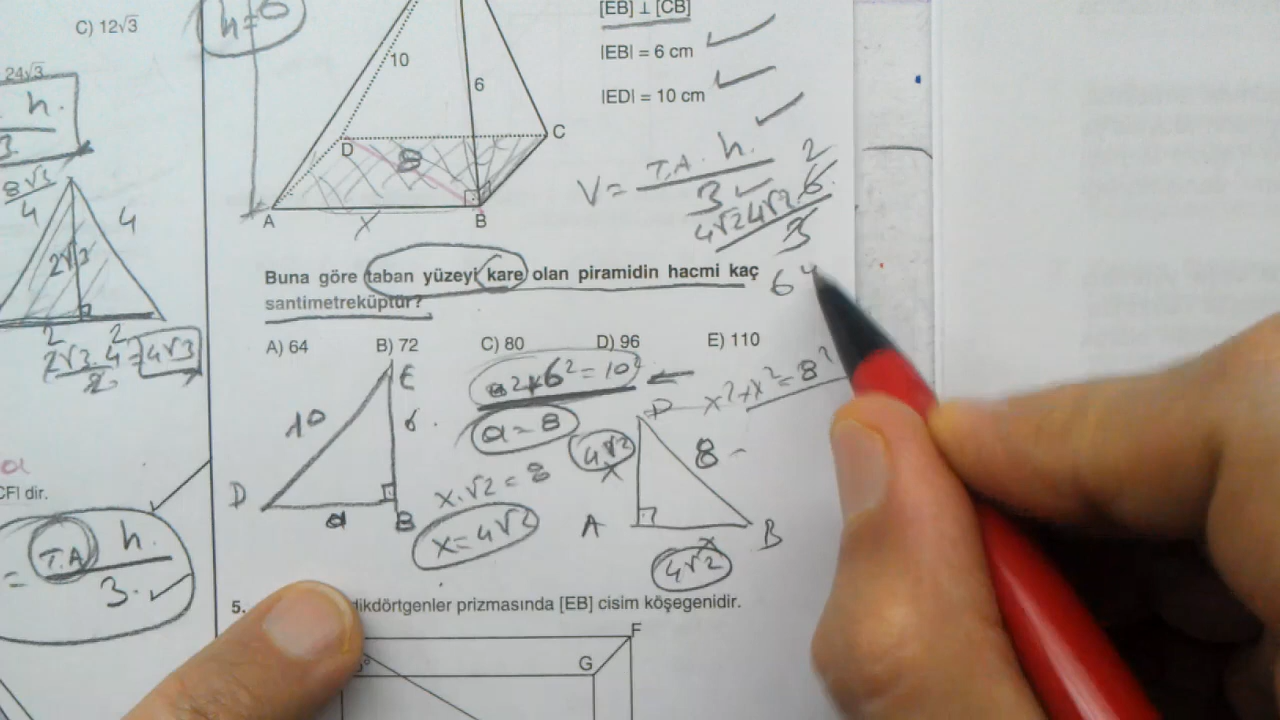 C) 12√3
24√3
h.
3.
8√3
4
4
2√3
2√3.4 = 4√3
2
CFI dir.
= T.A h.
3.
h=6
10
6
8
D
C
A
B
x
[EB] ⊥ [CB]
|EB| = 6 cm
|ED| = 10 cm
V = T.A. h.
3
2
4√2 4√2 6
3
64
Buna göre taban yüzeyi kare olan piramidin hacmi kaç
santimetreküptür?
A) 64 B) 72 C) 80 D) 96 E) 110
a²+6²=10²
a=8
x.√2=8
x=4√2
10
E
6
D
a
B
x²+x²=8²
D
4√2
x
8
A
x
B
4√2
5.
dikdörtgenler prizmasında [EB] cisim köşegenidir.
F
G